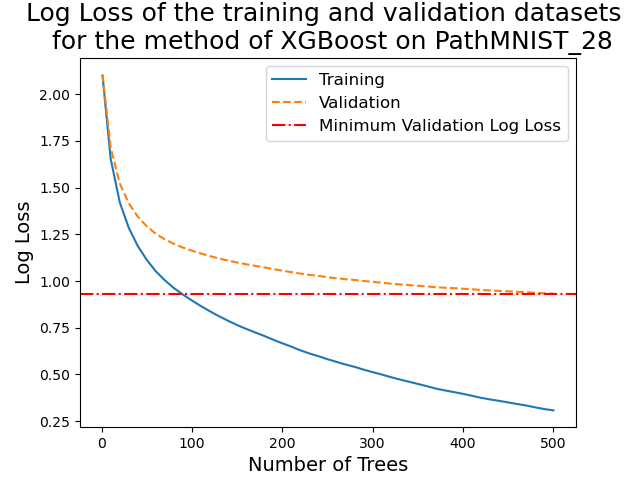 Log Loss of the training and validation datasets
for the method of XGBoost on PathMNIST_28
Training
Validation
Minimum Validation Log Loss
Log Loss
2.00
1.75
1.50
1.25
1.00
0.75
0.50
0.25
0 100 200 300 400 500
Number of Trees